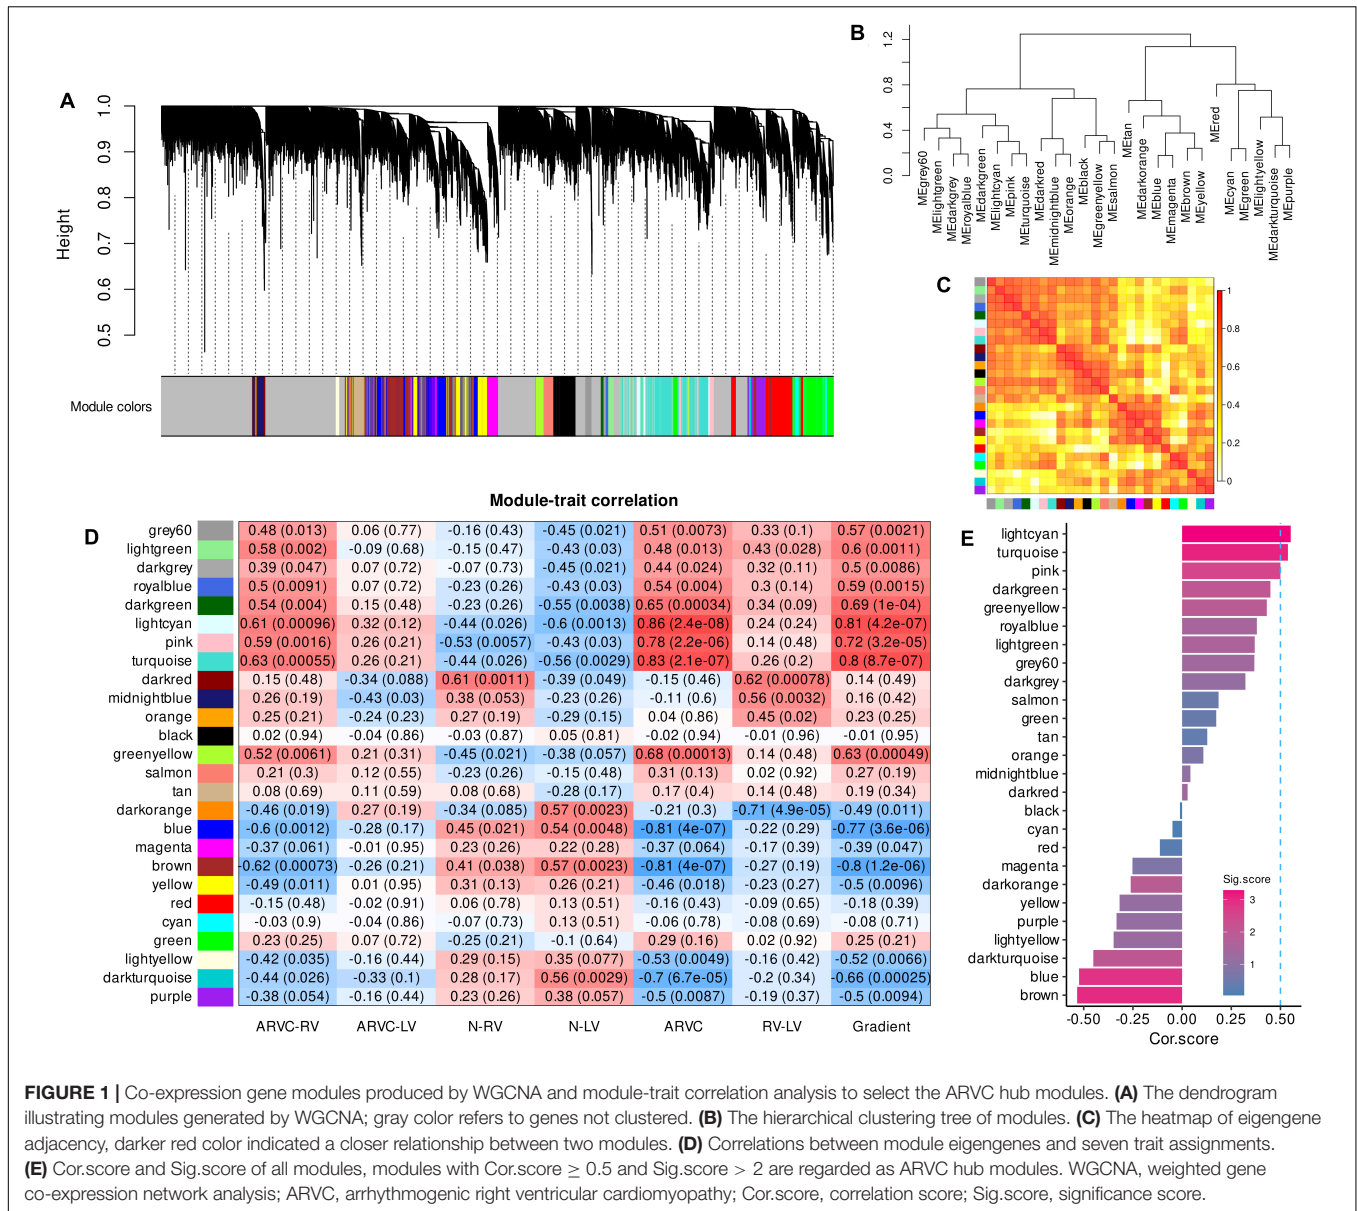 A
Height
1.0
0.9
0.8
0.7
0.6
0.5
Module colors
B
1.2
0.8
0.4
0.0
MEgrey60
MElightgreen
MEdarkgrey
MEroyalblue
MEdarkgreen
MElightcyan
MEpink
MEturquoise
MEdarkred
MEmidnightblue
MEorange
MEblack
MEgreenyellow
MEsalmon
MEtan
MEdarkorange
MEblue
MEmagenta
MEbrown
MEyellow
MEred
MEcyan
MEgreen
MElightyellow
MEdarkturquoise
MEpurple
C
1
0.8
0.6
0.4
0.2
0
D
Module-trait correlation
grey60 0.48 (0.013) 0.06 (0.77) -0.16 (0.43) -0.45 (0.021) 0.51 (0.0073) 0.33 (0.1) 0.57 (0.0021)
lightgreen 0.58 (0.002) -0.09 (0.68) -0.15 (0.47) -0.43 (0.03) 0.48 (0.013) 0.43 (0.028) 0.6 (0.0011)
darkgrey 0.39 (0.047) 0.07 (0.72) -0.07 (0.73) -0.45 (0.021) 0.44 (0.024) 0.32 (0.11) 0.5 (0.0086)
royalblue 0.5 (0.0091) 0.07 (0.72) -0.23 (0.26) -0.43 (0.03) 0.54 (0.004) 0.3 (0.14) 0.59 (0.0015)
darkgreen 0.54 (0.004) 0.15 (0.48) -0.23 (0.26) -0.55 (0.0038) 0.65 (0.00034) 0.34 (0.09) 0.69 (1e-04)
lightcyan 0.61 (0.00096) 0.32 (0.12) -0.44 (0.026) -0.6 (0.0013) 0.86 (2.4e-08) 0.24 (0.24) 0.81 (4.2e-07)
pink 0.59 (0.0016) 0.26 (0.21) -0.53 (0.0057) -0.43 (0.03) 0.78 (2.2e-06) 0.14 (0.48) 0.72 (3.2e-05)
turquoise 0.63 (0.00055) 0.26 (0.21) -0.44 (0.026) -0.56 (0.0029) 0.83 (2.1e-07) 0.26 (0.2) 0.8 (8.7e-07)
darkred 0.15 (0.48) -0.34 (0.088) 0.61 (0.0011) -0.39 (0.049) -0.15 (0.46) 0.62 (0.00078) 0.14 (0.49)
midnightblue 0.26 (0.19) -0.43 (0.03) 0.38 (0.053) -0.23 (0.26) -0.11 (0.6) 0.56 (0.0032) 0.16 (0.42)
orange 0.25 (0.21) -0.24 (0.23) 0.27 (0.19) -0.29 (0.15) 0.04 (0.86) 0.45 (0.02) 0.23 (0.25)
black 0.02 (0.94) -0.04 (0.86) -0.03 (0.87) 0.05 (0.81) -0.02 (0.94) -0.01 (0.96) -0.01 (0.95)
greenyellow 0.52 (0.0061) 0.21 (0.31) -0.45 (0.021) -0.38 (0.057) 0.68 (0.00013) 0.14 (0.48) 0.63 (0.00049)
salmon 0.21 (0.3) 0.12 (0.55) -0.23 (0.26) -0.15 (0.48) 0.31 (0.13) 0.02 (0.92) 0.27 (0.19)
tan 0.08 (0.69) 0.11 (0.59) 0.08 (0.68) -0.28 (0.17) 0.17 (0.4) 0.14 (0.48) 0.19 (0.34)
darkorange -0.46 (0.019) 0.27 (0.19) -0.34 (0.085) 0.57 (0.0023) -0.21 (0.3) -0.71 (4.9e-05) -0.49 (0.011)
blue -0.6 (0.0012) -0.28 (0.17) 0.45 (0.021) 0.54 (0.0048) -0.81 (4e-07) -0.22 (0.29) -0.77 (3.6e-06)
magenta -0.37 (0.061) -0.01 (0.95) 0.23 (0.26) 0.22 (0.28) -0.37 (0.064) -0.17 (0.39) -0.39 (0.047)
brown -0.62 (0.00073) -0.26 (0.21) 0.41 (0.038) 0.57 (0.0023) -0.81 (4e-07) -0.27 (0.19) -0.8 (1.2e-06)
yellow -0.49 (0.011) 0.01 (0.95) 0.31 (0.13) 0.26 (0.21) -0.46 (0.018) -0.23 (0.27) -0.5 (0.0096)
red -0.15 (0.48) -0.02 (0.91) 0.06 (0.78) 0.13 (0.51) -0.16 (0.43) -0.09 (0.65) -0.18 (0.39)
cyan -0.03 (0.9) -0.04 (0.86) -0.07 (0.73) 0.13 (0.51) -0.06 (0.78) -0.08 (0.69) -0.08 (0.71)
green 0.23 (0.25) 0.07 (0.72) -0.25 (0.21) -0.1 (0.64) 0.29 (0.16) 0.02 (0.92) 0.25 (0.21)
lightyellow -0.42 (0.035) -0.16 (0.44) 0.29 (0.15) 0.35 (0.077) -0.53 (0.0049) -0.16 (0.42) -0.52 (0.0066)
darkturquoise -0.44 (0.026) -0.33 (0.1) 0.28 (0.17) 0.56 (0.0029) -0.7 (6.7e-05) -0.2 (0.34) -0.66 (0.00025)
purple -0.38 (0.054) -0.16 (0.44) 0.23 (0.26) 0.38 (0.057) -0.5 (0.0087) -0.19 (0.37) -0.5 (0.0094)
ARVC-RV ARVC-LV N-RV N-LV ARVC RV-LV Gradient
E
lightcyan
turquoise
pink
darkgreen
greenyellow
royalblue
lightgreen
grey60
darkgrey
salmon
green
tan
orange
midnightblue
darkred
black
cyan
red
magenta
darkorange
yellow
purple
lightyellow
darkturquoise
blue
brown
Sig.score
3
2
1
-0.50 -0.25 0.00 0.25 0.50
Cor.score
FIGURE 1 | Co-expression gene modules produced by WGCNA and module-trait correlation analysis to select the ARVC hub modules. (A) The dendrogram
illustrating modules generated by WGCNA; gray color refers to genes not clustered. (B) The hierarchical clustering tree of modules. (C) The heatmap of eigengene
adjacency, darker red color indicated a closer relationship between two modules. (D) Correlations between module eigengenes and seven trait assignments.
(E) Cor.score and Sig.score of all modules, modules with Cor.score ≥ 0.5 and Sig.score > 2 are regarded as ARVC hub modules. WGCNA, weighted gene
co-expression network analysis; ARVC, arrhythmogenic right ventricular cardiomyopathy; Cor.score, correlation score; Sig.score, significance score.